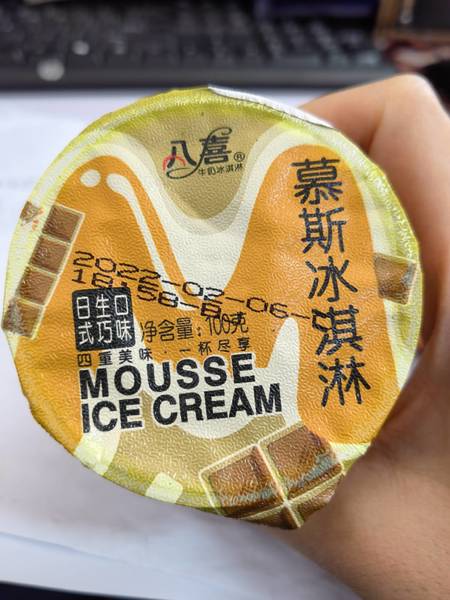 八喜®
牛奶冰淇淋
慕斯冰淇淋
2022-02-06-
日式生巧口味
净含量:100克
四重美味·一杯尽享
MOUSSE
ICE CREAM